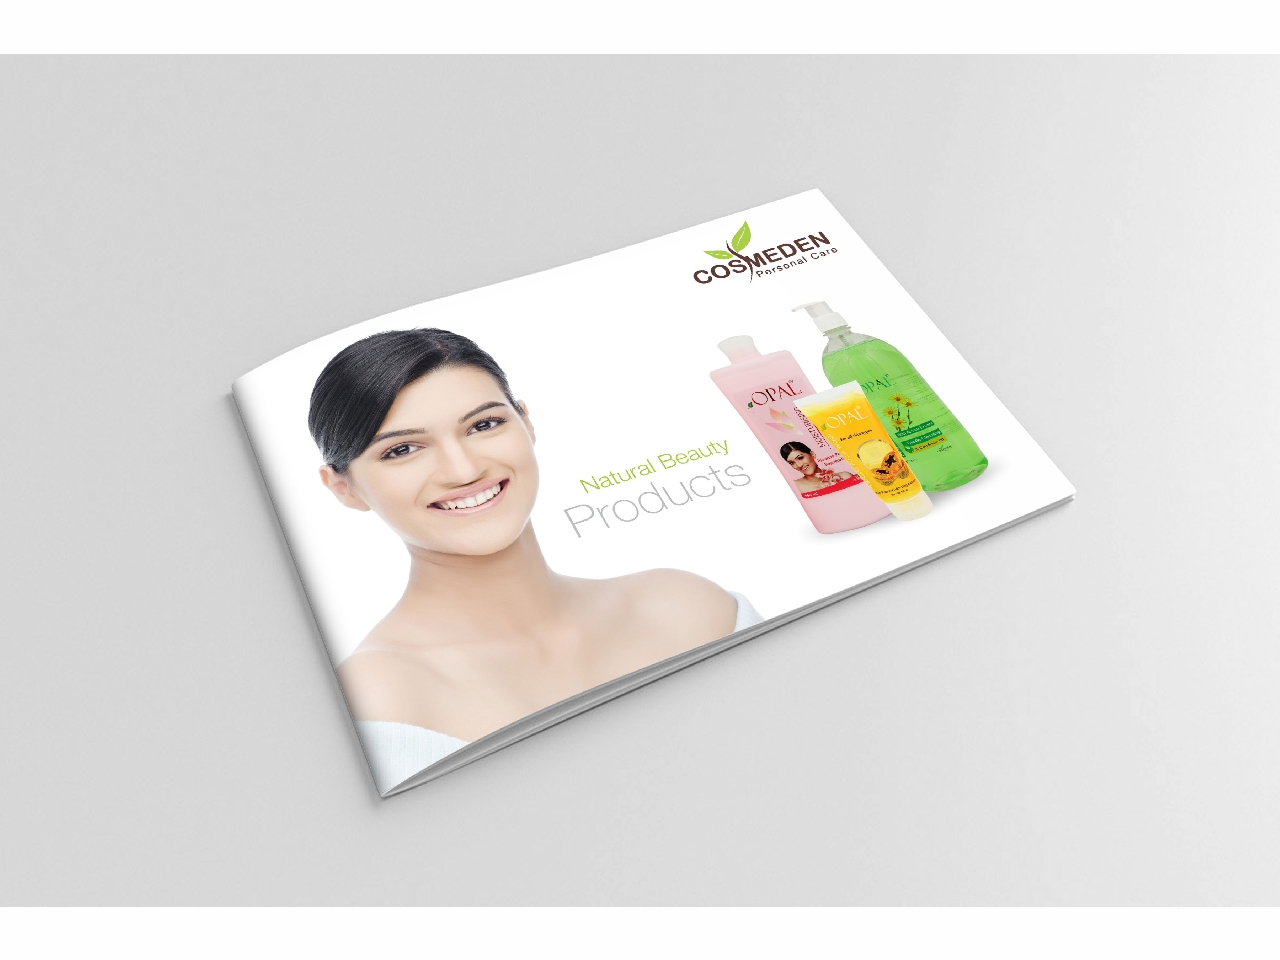 COSMEDEN
Personal Care
Natural Beauty
Products
OPAL
OPAL
OPAL